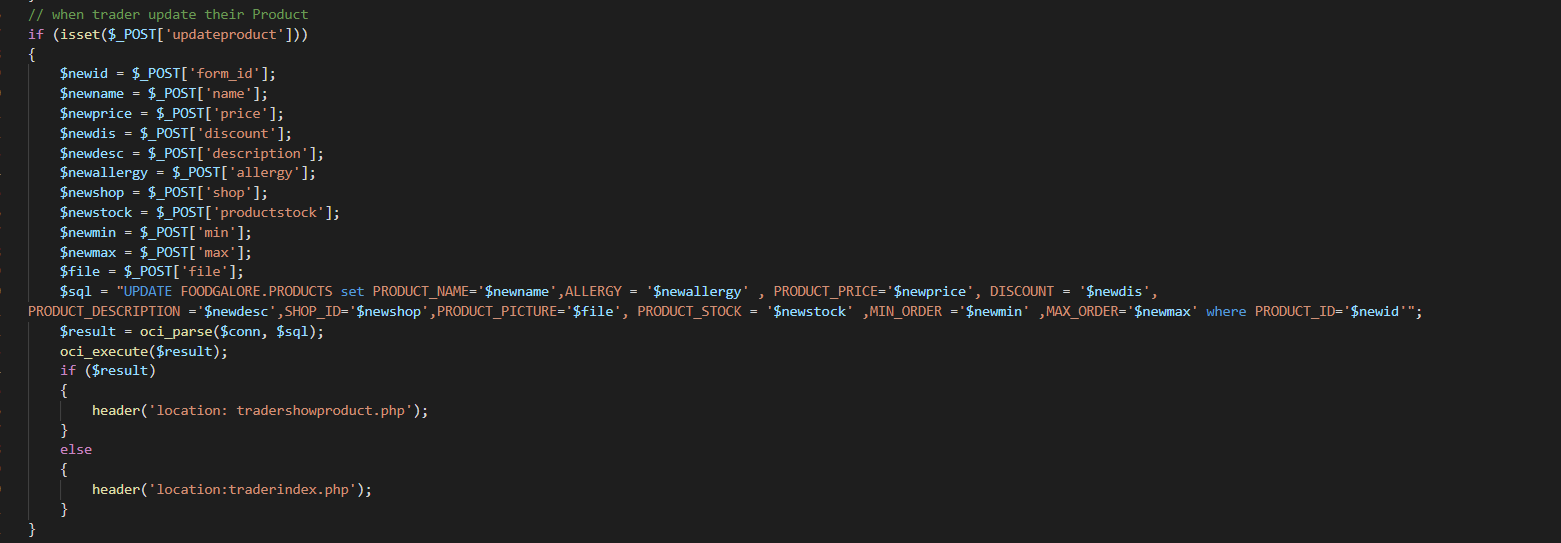 // when trader update their Product
if (isset($_POST['updateproduct']))
{
$newid = $_POST['form_id'];
$newname = $_POST['name'];
$newprice = $_POST['price'];
$newdis = $_POST['discount'];
$newdesc = $_POST['description'];
$newallergy = $_POST['allergy'];
$newshop = $_POST['shop'];
$newstock = $_POST['productstock'];
$newmin = $_POST['min'];
$newmax = $_POST['max'];
$file = $_POST['file'];
$sql = "UPDATE FOODGALORE.PRODUCTS set PRODUCT_NAME='$newname',ALLERGY = '$newallergy' , PRODUCT_PRICE='$newprice', DISCOUNT = '$newdis',
PRODUCT_DESCRIPTION ='$newdesc',SHOP_ID='$newshop',PRODUCT_PICTURE='$file', PRODUCT_STOCK = '$newstock' ,MIN_ORDER ='$newmin' ,MAX_ORDER='$newmax' where PRODUCT_ID='$newid'";
$result = oci_parse($conn, $sql);
oci_execute($result);
if ($result)
{
header('location: tradershowproduct.php');
}
else
{
header('location:traderindex.php');
}
}